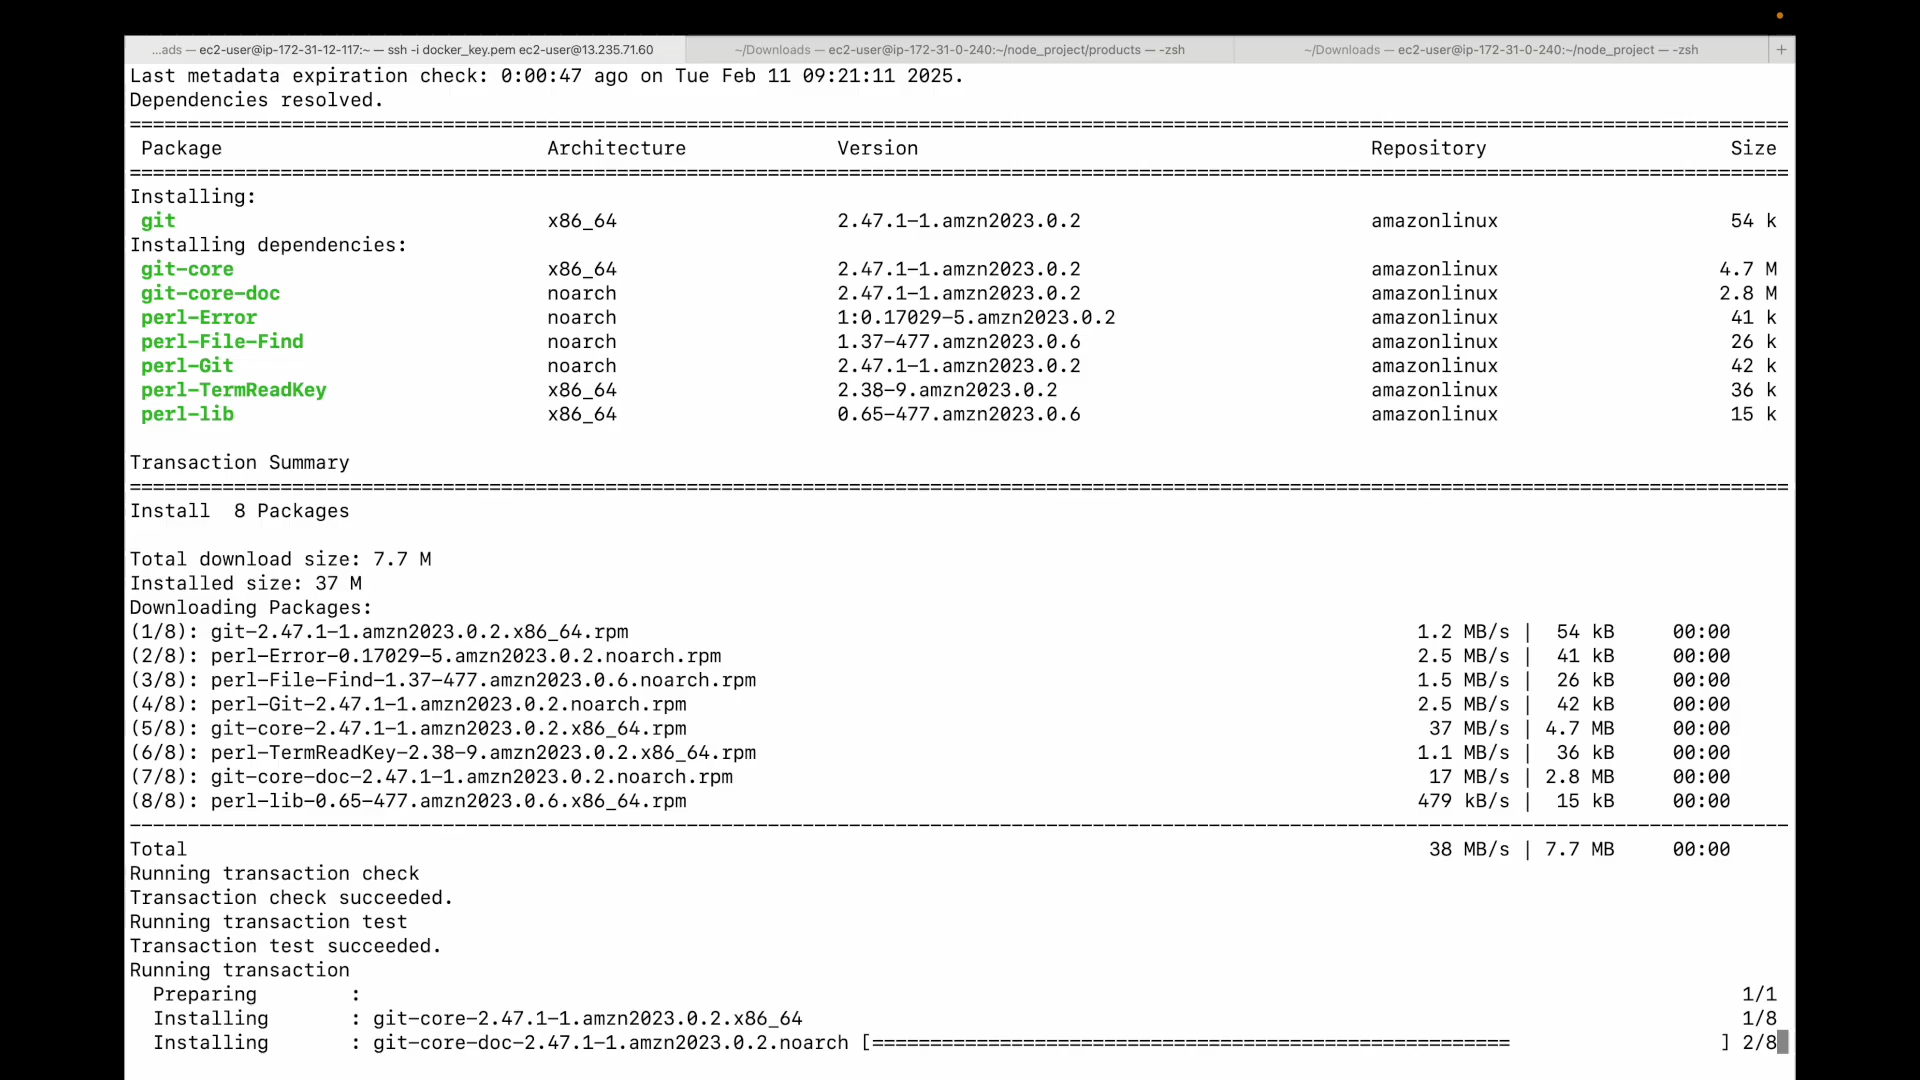 ...ads — ec2-user@ip-172-31-12-117:~ — ssh -i docker_key.pem ec2-user@13.235.71.60 ~/Downloads — ec2-user@ip-172-31-0-240:~/node_project/products — -zsh ~/Downloads — ec2-user@ip-172-31-0-240:~/node_project — -zsh +
Last metadata expiration check: 0:00:47 ago on Tue Feb 11 09:21:11 2025.
Dependencies resolved.
================================================================================
Package Architecture Version Repository Size
================================================================================
Installing:
git x86_64 2.47.1-1.amzn2023.0.2 amazonlinux 54 k
Installing dependencies:
git-core x86_64 2.47.1-1.amzn2023.0.2 amazonlinux 4.7 M
git-core-doc noarch 2.47.1-1.amzn2023.0.2 amazonlinux 2.8 M
perl-Error noarch 1:0.17029-5.amzn2023.0.2 amazonlinux 41 k
perl-File-Find noarch 1.37-477.amzn2023.0.6 amazonlinux 26 k
perl-Git noarch 2.47.1-1.amzn2023.0.2 amazonlinux 42 k
perl-TermReadKey x86_64 2.38-9.amzn2023.0.2 amazonlinux 36 k
perl-lib x86_64 0.65-477.amzn2023.0.6 amazonlinux 15 k
Transaction Summary
================================================================================
Install 8 Packages
Total download size: 7.7 M
Installed size: 37 M
Downloading Packages:
(1/8): git-2.47.1-1.amzn2023.0.2.x86_64.rpm 1.2 MB/s | 54 kB 00:00
(2/8): perl-Error-0.17029-5.amzn2023.0.2.noarch.rpm 2.5 MB/s | 41 kB 00:00
(3/8): perl-File-Find-1.37-477.amzn2023.0.6.noarch.rpm 1.5 MB/s | 26 kB 00:00
(4/8): perl-Git-2.47.1-1.amzn2023.0.2.noarch.rpm 2.5 MB/s | 42 kB 00:00
(5/8): git-core-2.47.1-1.amzn2023.0.2.x86_64.rpm 37 MB/s | 4.7 MB 00:00
(6/8): perl-TermReadKey-2.38-9.amzn2023.0.2.x86_64.rpm 1.1 MB/s | 36 kB 00:00
(7/8): git-core-doc-2.47.1-1.amzn2023.0.2.noarch.rpm 17 MB/s | 2.8 MB 00:00
(8/8): perl-lib-0.65-477.amzn2023.0.6.x86_64.rpm 479 kB/s | 15 kB 00:00
--------------------------------------------------------------------------------
Total 38 MB/s | 7.7 MB 00:00
Running transaction check
Transaction check succeeded.
Running transaction test
Transaction test succeeded.
Running transaction
Preparing : 1/1
Installing : git-core-2.47.1-1.amzn2023.0.2.x86_64 1/8
Installing : git-core-doc-2.47.1-1.amzn2023.0.2.noarch [======================================================= ] 2/8